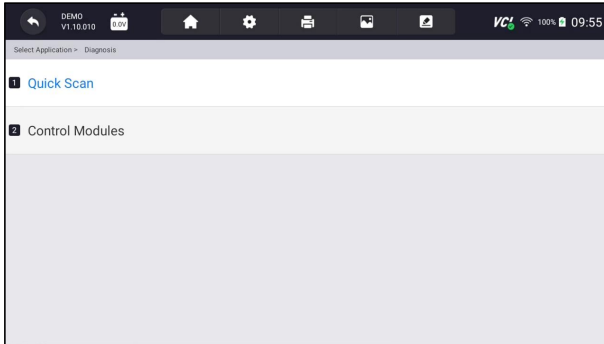 DEMO
V1.10.010
0.0V
VCI
100%
09:55
Select Application > Diagnosis
1 Quick Scan
2 Control Modules